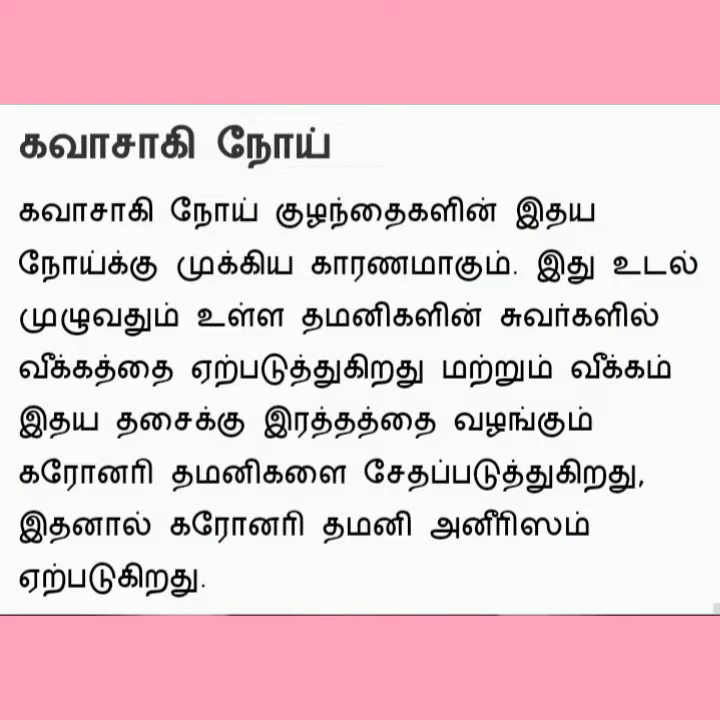 கவாசாகி நோய்
கவாசாகி நோய் குழந்தைகளின் இதய
நோய்க்கு முக்கிய காரணமாகும். இது உடல்
முழுவதும் உள்ள தமனிகளின் சுவர்களில்
வீக்கத்தை ஏற்படுத்துகிறது மற்றும் வீக்கம்
இதய தசைக்கு இரத்தத்தை வழங்கும்
கரோனரி தமனிகளை சேதப்படுத்துகிறது,
இதனால் கரோனரி தமனி அனீரிஸம்
ஏற்படுகிறது.